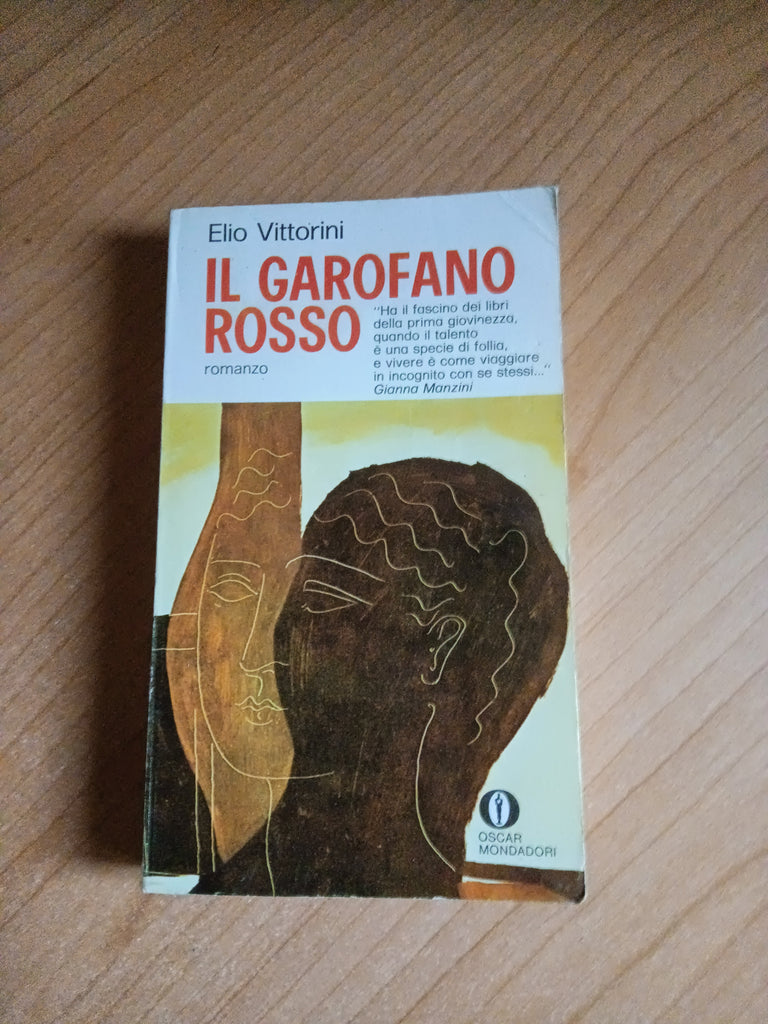 Elio Vittorini
IL GAROFANO
ROSSO
romanzo
"Ha il fascino dei libri
della prima giovinezza,
quando il talento
è una specie di follia,
e vivere è come viaggiare
in incognito con se stessi..."
Gianna Manzini
OSCAR
MONDADORI